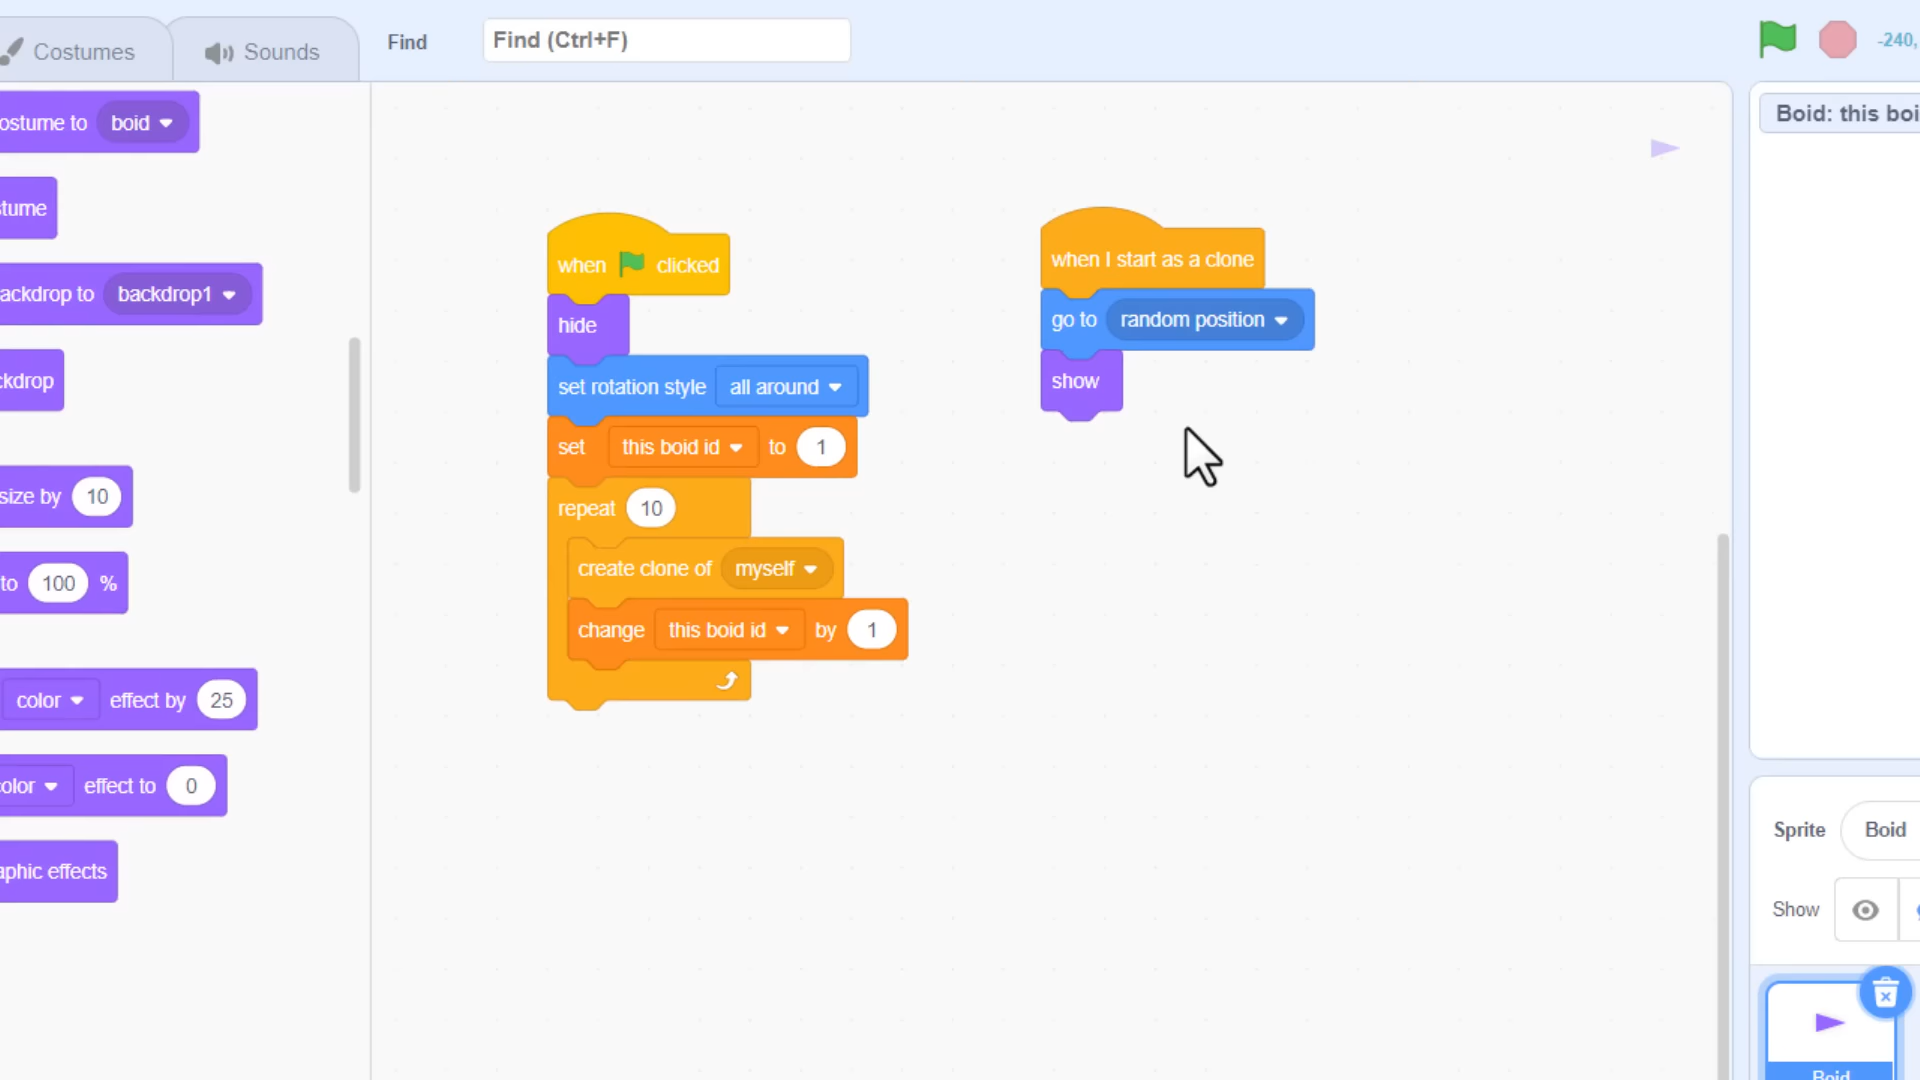 Costumes
Sounds
Find
Find (Ctrl+F)
-240,
Boid: this boi
ostume to boid
tume
ackdrop to backdrop1
ckdrop
size by 10
to 100 %
color effect by 25
olor effect to 0
aphic effects
when clicked
hide
set rotation style all around
set this boid id to 1
repeat 10
create clone of myself
change this boid id by 1
when I start as a clone
go to random position
show
Sprite Boid
Show
Boid